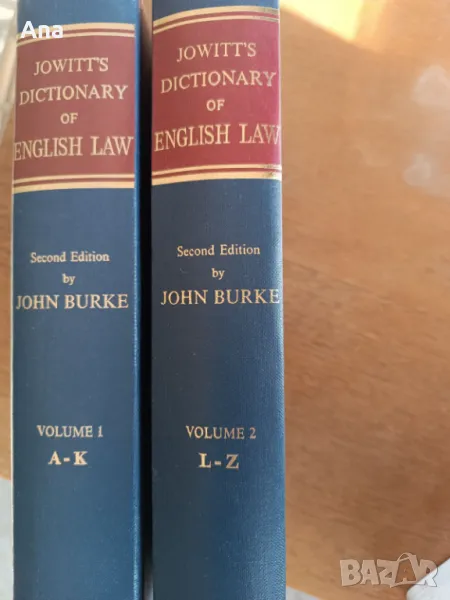 Ana
JOWITT'S
DICTIONARY
OF
ENGLISH LAW
Second Edition
by
JOHN BURKE
VOLUME 1
A-K
JOWITT'S
DICTIONARY
OF
ENGLISH LAW
Second Edition
by
JOHN BURKE
VOLUME 2
L-Z
BAZAR